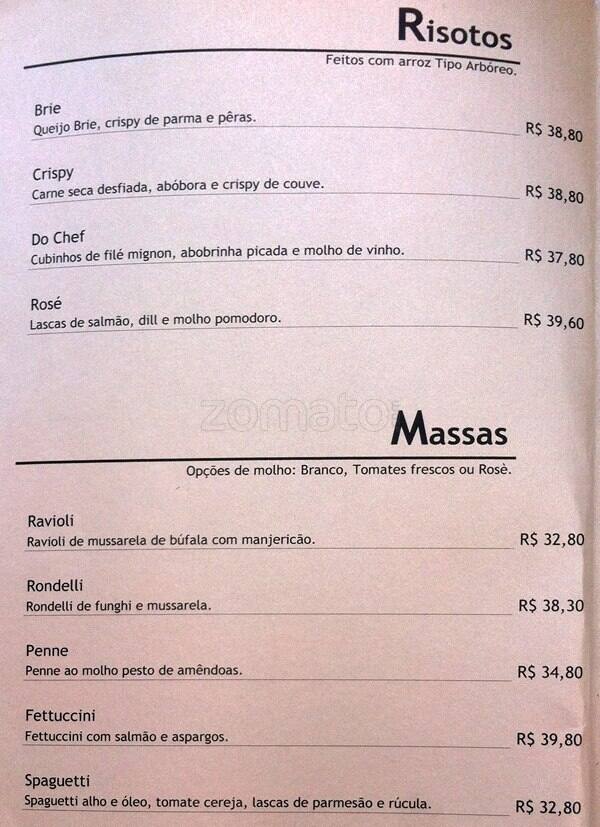 Risotos
Feitos com arroz Tipo Arbóreo.
Brie
Queijo Brie, crispy de parma e pêras.
R$ 38,80
Crispy
Carne seca desfiada, abóbora e crispy de couve.
R$ 38,80
Do Chef
Cubinhos de filé mignon, abobrinha picada e molho de vinho.
R$ 37,80
Rosé
Lascas de salmão, dill e molho pomodoro.
R$ 39,60
zomato
Massas
Opções de molho: Branco, Tomates frescos ou Rosè.
Ravioli
Ravioli de mussarela de búfala com manjericão.
R$ 32,80
Rondelli
Rondelli de funghi e mussarela.
R$ 38,30
Penne
Penne ao molho pesto de amêndoas.
R$ 34,80
Fettuccini
Fettuccini com salmão e aspargos.
R$ 39,80
Spaguetti
Spaguetti alho e óleo, tomate cereja, lascas de parmesão e rúcula.
R$ 32,80